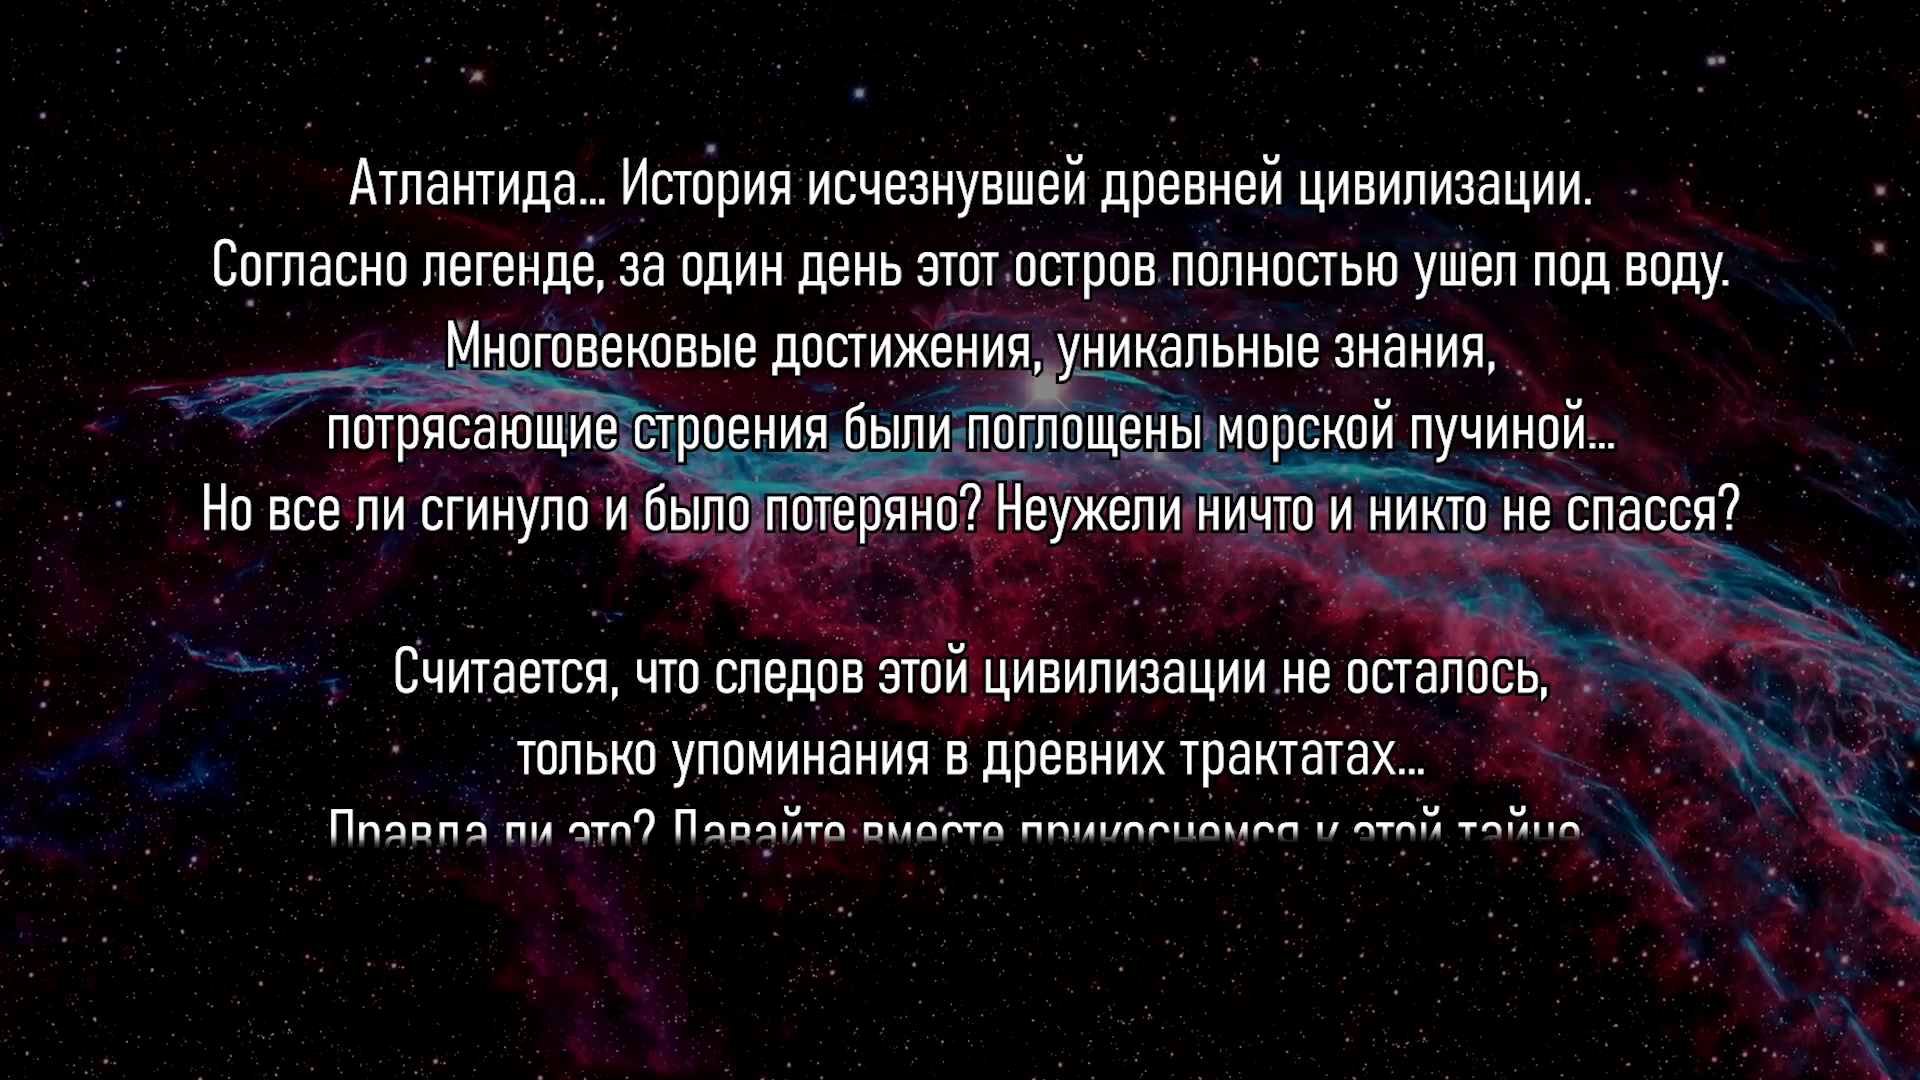 Атлантида... История исчезнувшей древней цивилизации.
Согласно легенде, за один день этот остров полностью ушел под воду.
Многовековые достижения, уникальные знания,
потрясающие строения были поглощены морской пучиной...
Но все ли сгинуло и было потеряно? Неужели ничто и никто не спасся?
Считается, что следов этой цивилизации не осталось,
только упоминания в древних трактатах...
Правда ли это? Давайте вместе прикоснемся к этой тайне